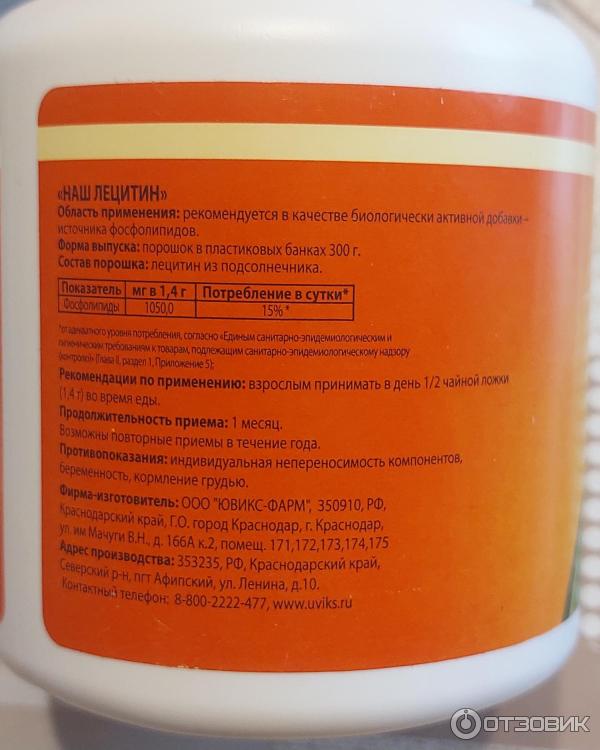 «НАШ ЛЕЦИТИН»
Область применения: рекомендуется в качестве биологически активной добавки –
источника фосфолипидов.
Форма выпуска: порошок в пластиковых банках 300 г.
Состав порошка: лецитин из подсолнечника.
Показатель мг в 1,4 г Потребление в сутки*
Фосфолипиды 1050,0 15% *
*от адекватного уровня потребления, согласно «Единым санитарно-эпидемиологическим и
гигиеническим требованиям к товарам, подлежащим санитарно-эпидемиологическому надзору
(контролю)» (Глава II, раздел 1, Приложение 5);
Рекомендации по применению: взрослым принимать в день 1/2 чайной ложки
(1,4 г) во время еды.
Продолжительность приема: 1 месяц.
Возможны повторные приемы в течение года.
Противопоказания: индивидуальная непереносимость компонентов,
беременность, кормление грудью.
Фирма-изготовитель: ООО "ЮВИКС-ФАРМ", 350910, РФ,
Краснодарский край, Г.О. город Краснодар, г. Краснодар,
ул. им Мачуги В.Н., д. 166А к.2, помещ. 171,172,173,174,175
Адрес производства: 353235, РФ, Краснодарский край,
Северский р-н, пгт Афипский, ул. Ленина, д.10.
Контактный телефон: 8-800-2222-477, www.uviks.ru
ОТЗОВИК